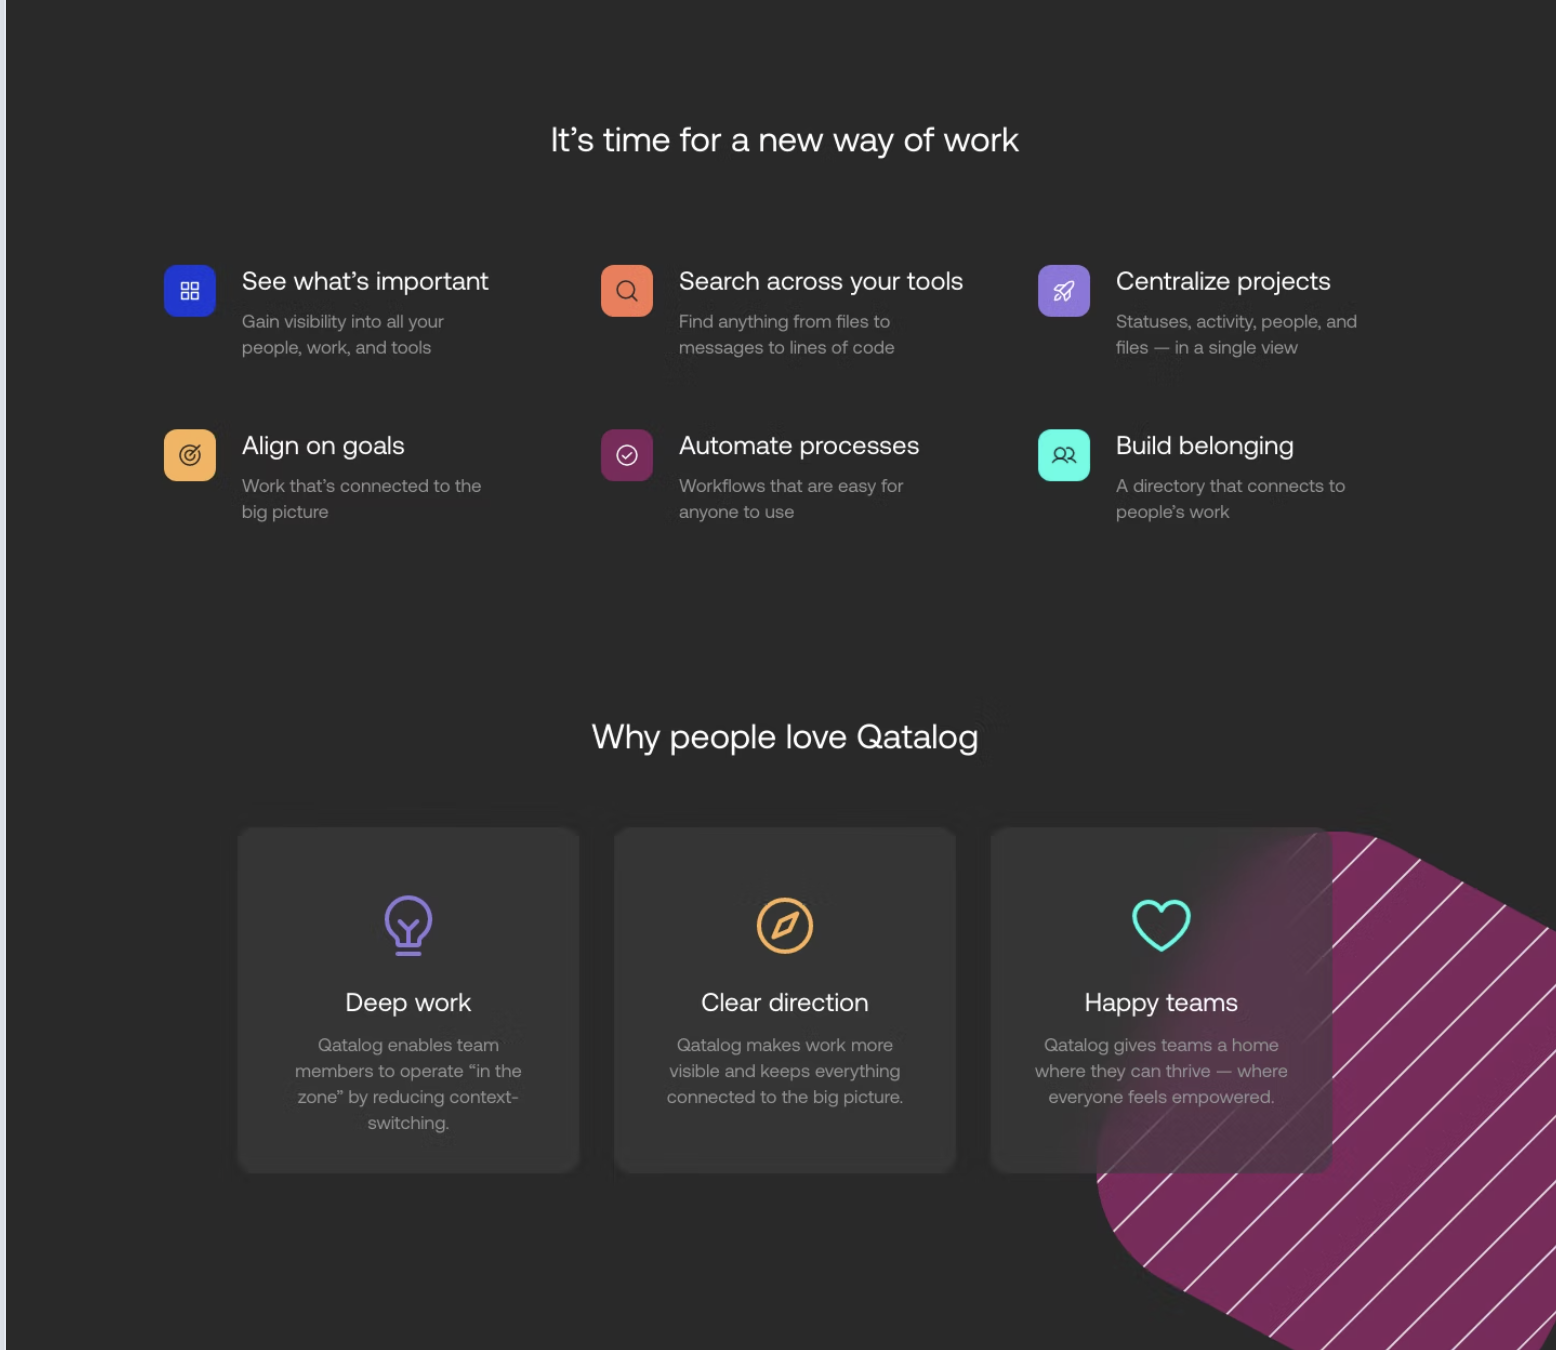 It’s time for a new way of work
See what’s important
Gain visibility into all your
people, work, and tools
Search across your tools
Find anything from files to
messages to lines of code
Centralize projects
Statuses, activity, people, and
files — in a single view
Align on goals
Work that’s connected to the
big picture
Automate processes
Workflows that are easy for
anyone to use
Build belonging
A directory that connects to
people’s work
Why people love Qatalog
Deep work
Qatalog enables team
members to operate “in the
zone” by reducing context-
switching.
Clear direction
Qatalog makes work more
visible and keeps everything
connected to the big picture.
Happy teams
Qatalog gives teams a home
where they can thrive — where
everyone feels empowered.